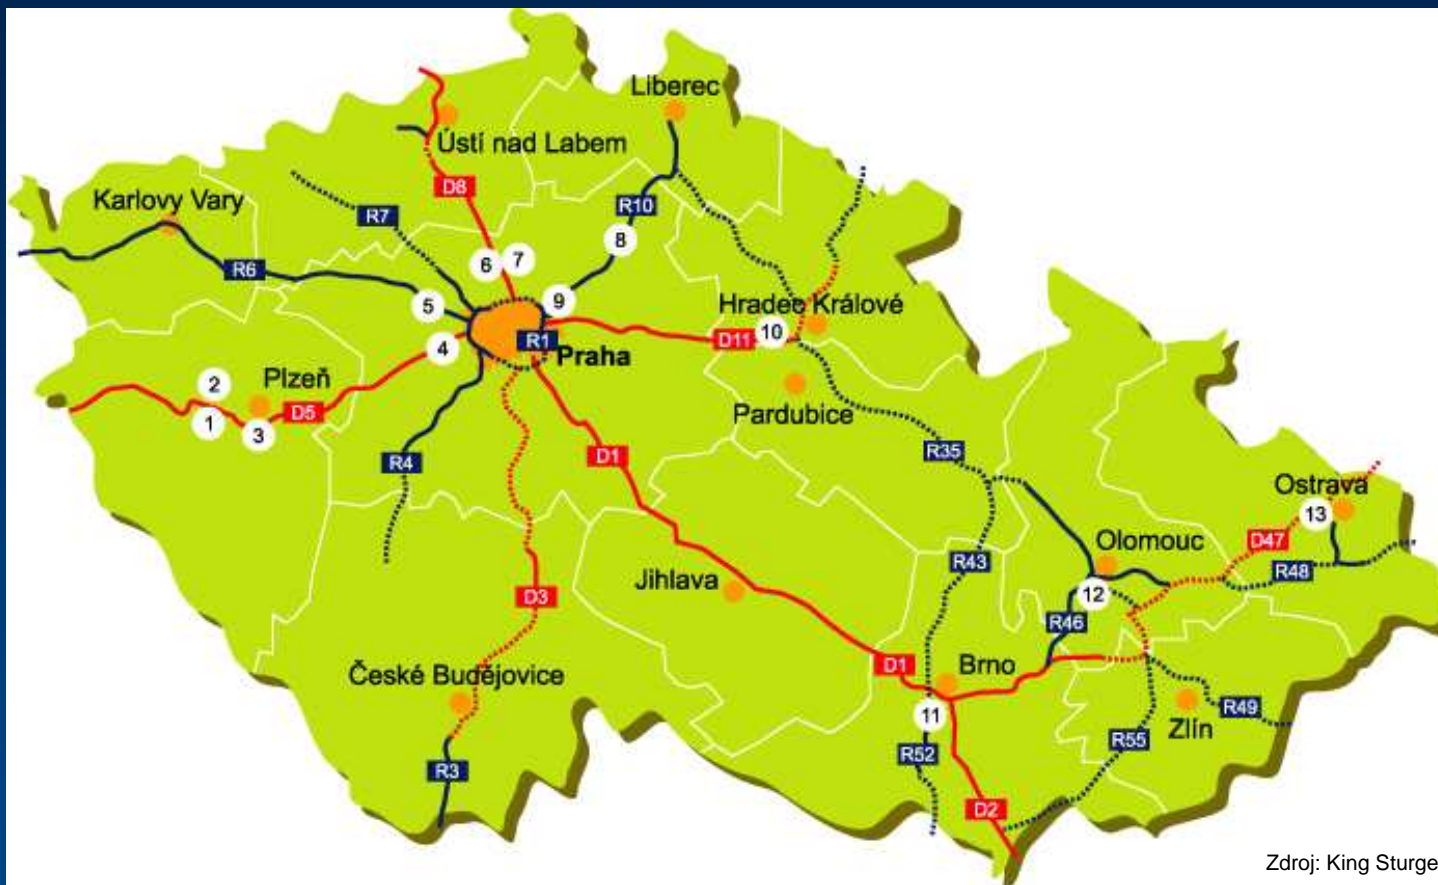 Liberec
Ústí nad Labem
D8
Karlovy Vary
R10
R7
8
7
6
R6
9
5
Hradec Králové
10
D11
R1
4
Praha
2
Plzeň
Pardubice
D5
1
3
R35
D1
R4
Ostrava
13
Olomouc
D47
R43
R48
Jihlava
12
D3
R46
D1
Brno
České Budějovice
R49
11
Zlín
R55
R52
R3
D2
Zdroj: King Sturge